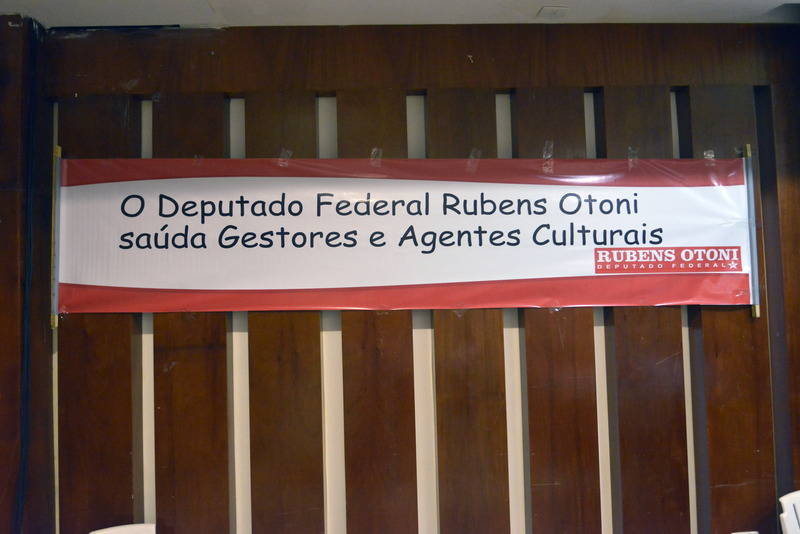 O Deputado Federal Rubens Otoni
saúda Gestores e Agentes Culturais
RUBENS OTONI
DEPUTADO FEDERAL